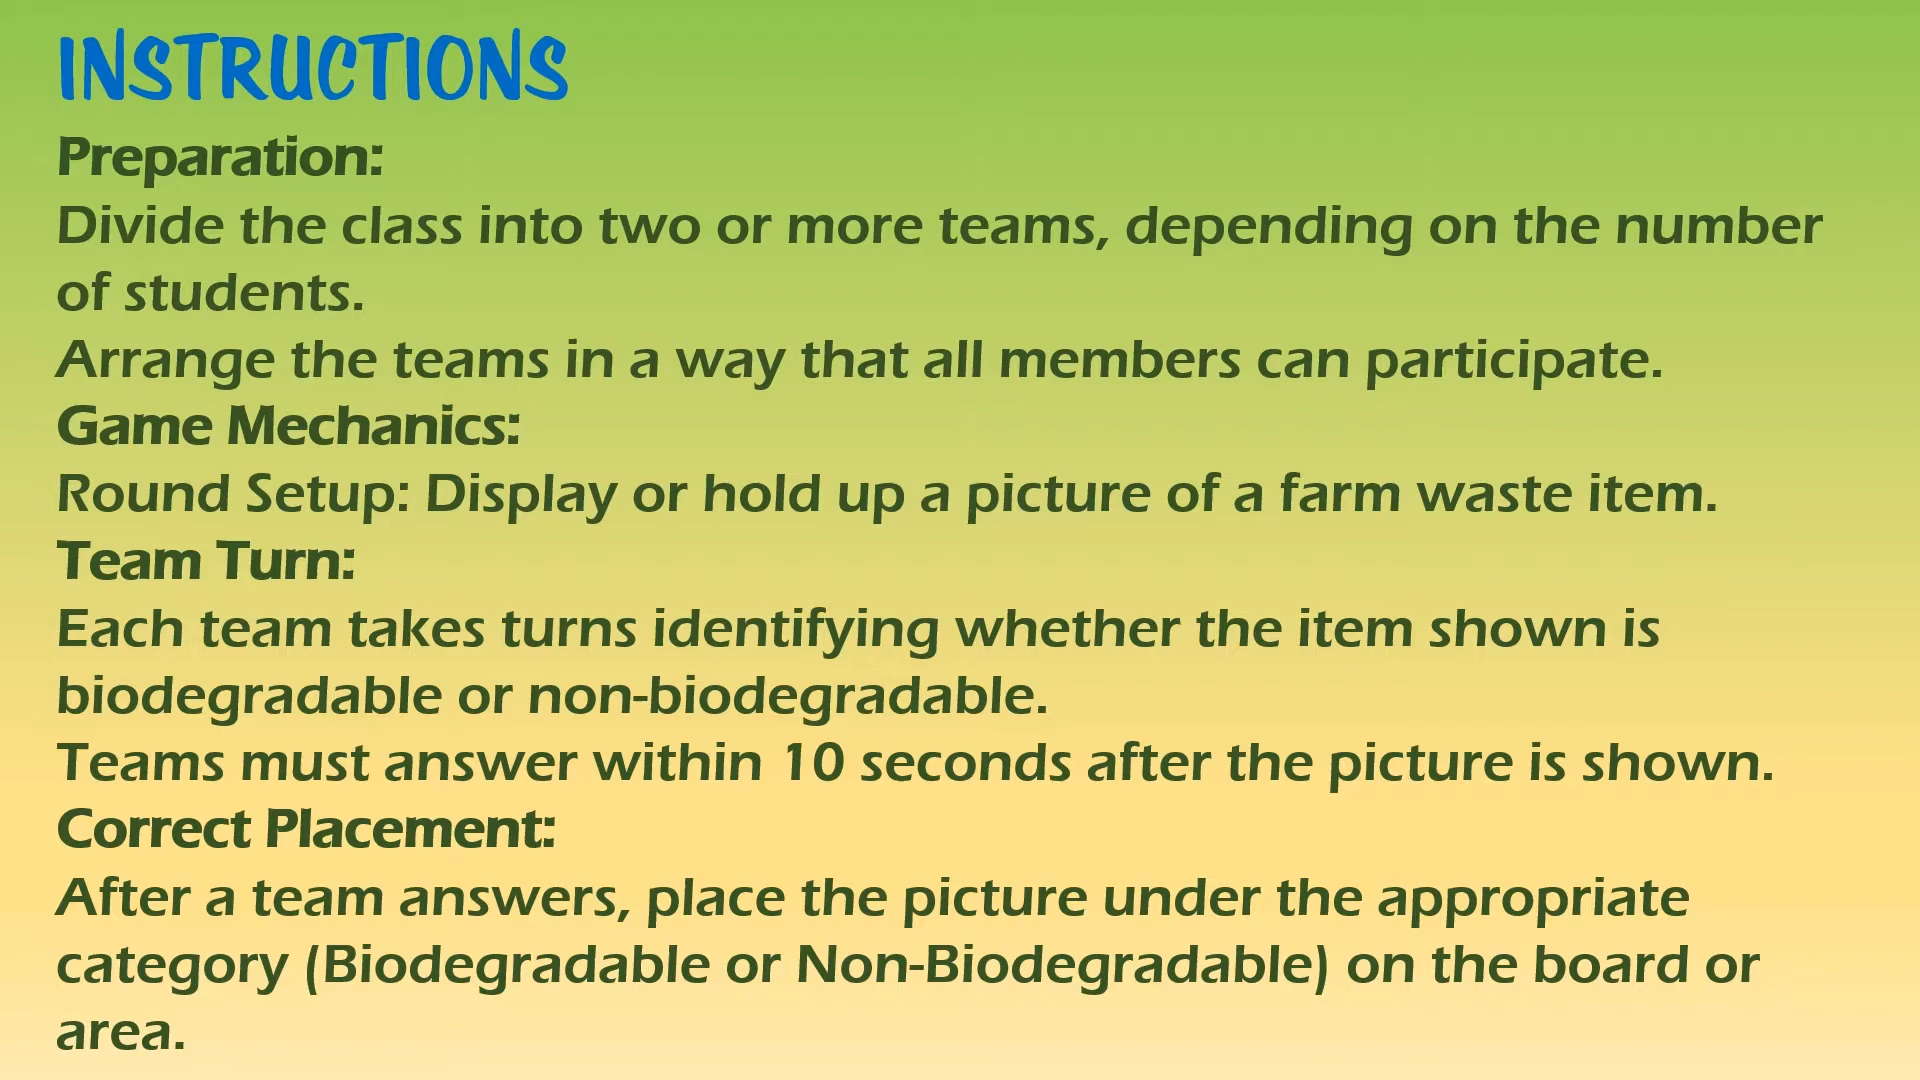 INSTRUCTIONS
Preparation:
Divide the class into two or more teams, depending on the number
of students.
Arrange the teams in a way that all members can participate.
Game Mechanics:
Round Setup: Display or hold up a picture of a farm waste item.
Team Turn:
Each team takes turns identifying whether the item shown is
biodegradable or non-biodegradable.
Teams must answer within 10 seconds after the picture is shown.
Correct Placement:
After a team answers, place the picture under the appropriate
category (Biodegradable or Non-Biodegradable) on the board or
area.